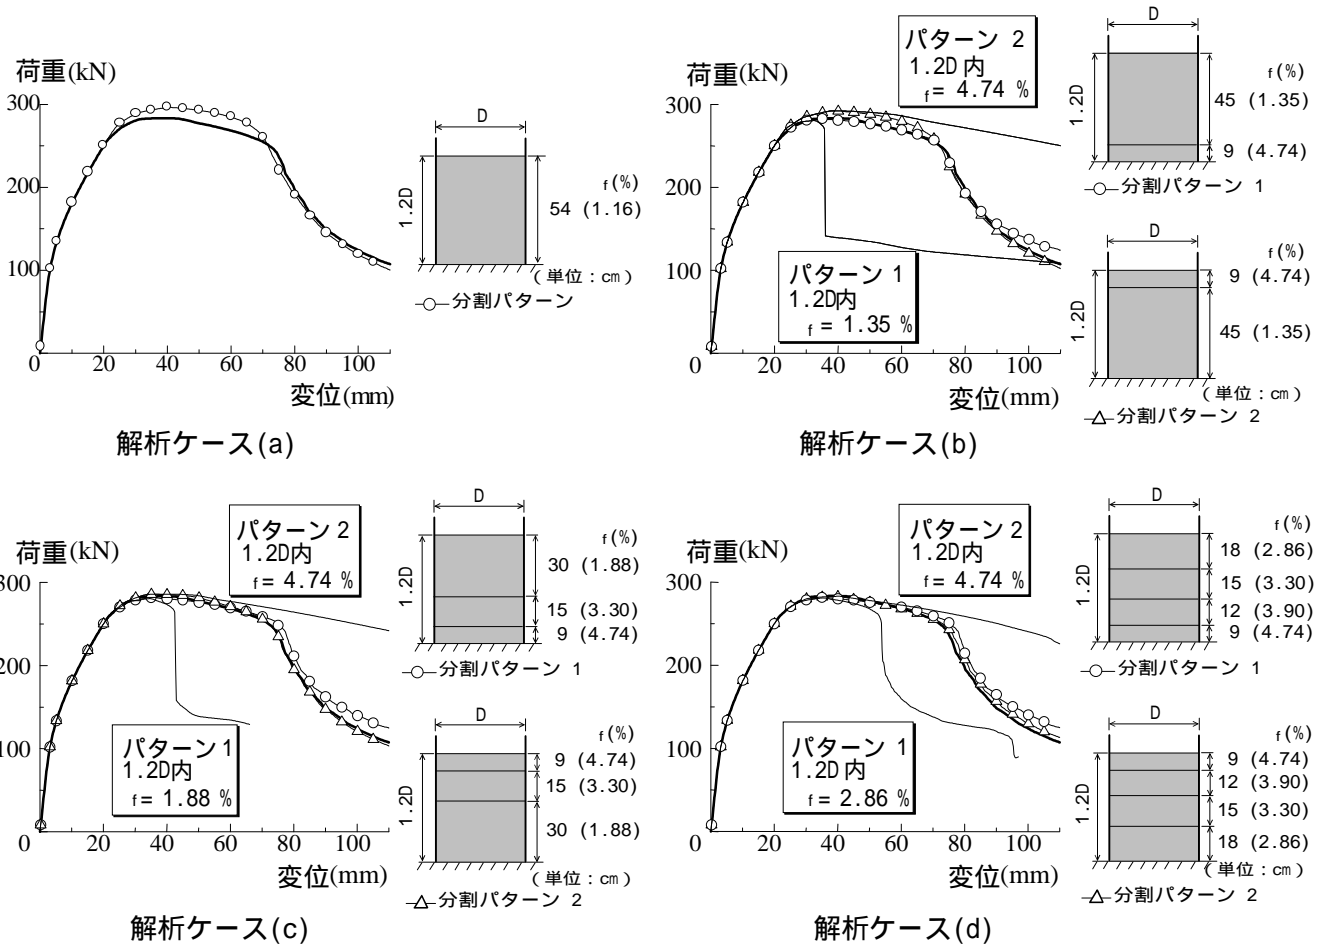 荷重(kN)
300
200
100
0
0 20 40 60 80 100
変位(mm)
D
1.2D
f(%)
54 (1.16)
(単位：cm)
分割パターン
解析ケース(a)
荷重(kN)
300
200
100
0
0 20 40 60 80 100
変位(mm)
パターン 2
1.2D内
f= 4.74 %
パターン 1
1.2D内
f= 1.35 %
D
1.2D
f(%)
45 (1.35)
9 (4.74)
分割パターン 1
D
1.2D
f(%)
9 (4.74)
45 (1.35)
(単位：cm)
分割パターン 2
解析ケース(b)
荷重(kN)
300
200
100
0
0 20 40 60 80 100
変位(mm)
パターン 2
1.2D内
f= 4.74 %
パターン 1
1.2D内
f= 1.88 %
D
1.2D
f(%)
30 (1.88)
15 (3.30)
9 (4.74)
分割パターン 1
D
1.2D
f(%)
9 (4.74)
15 (3.30)
30 (1.88)
(単位：cm)
分割パターン 2
解析ケース(c)
荷重(kN)
300
200
100
0
0 20 40 60 80 100
変位(mm)
パターン 2
1.2D内
f= 4.74 %
パターン 1
1.2D内
f= 2.86 %
D
1.2D
f(%)
18 (2.86)
15 (3.30)
12 (3.90)
9 (4.74)
分割パターン 1
D
1.2D
f(%)
9 (4.74)
12 (3.90)
15 (3.30)
18 (2.86)
(単位：cm)
分割パターン 2
解析ケース(d)